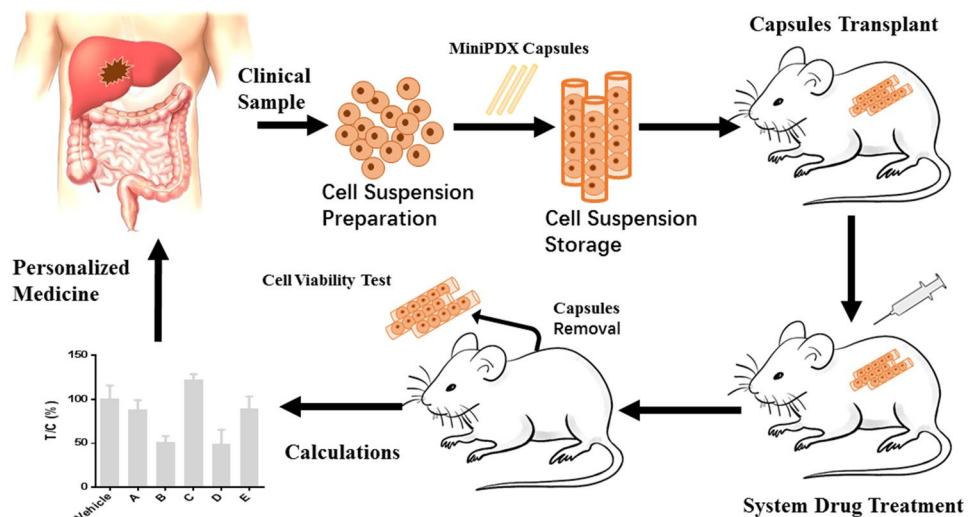 Capsules Transplant
MiniPDX Capsules
Clinical
Sample
Cell Suspension
Preparation
Cell Suspension
Storage
Personalized
Medicine
Cell Viability Test
Capsules
Removal
150
100
50
0
T/C (%)
Vehicle
A
B
C
D
E
Calculations
System Drug Treatment